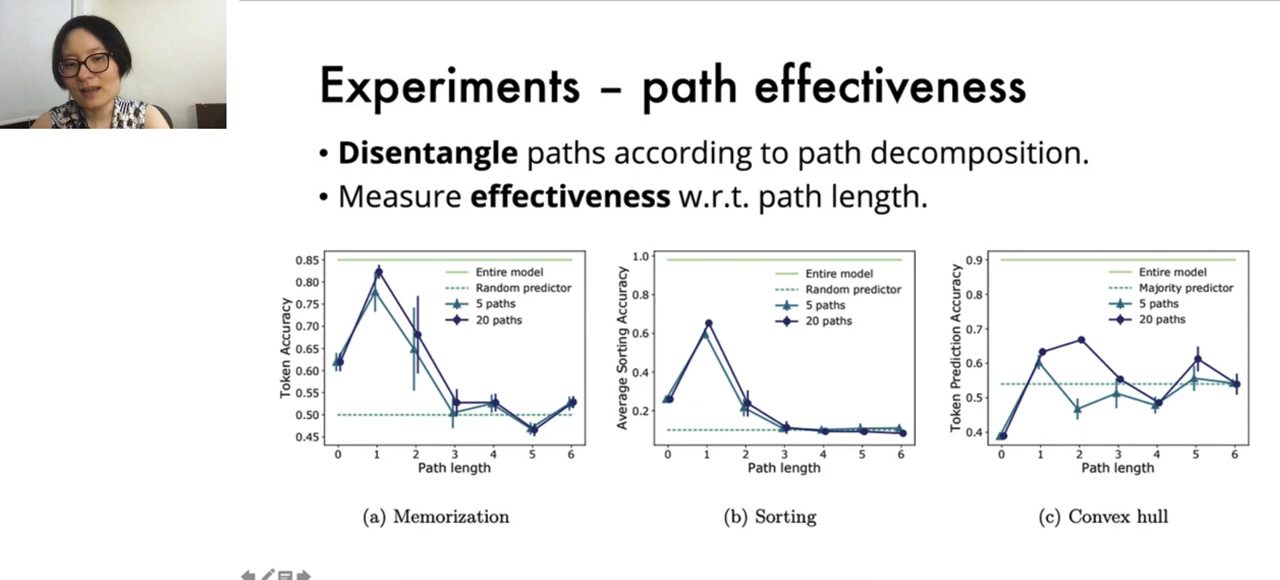 Experiments – path effectiveness
• Disentangle paths according to path decomposition.
• Measure effectiveness w.r.t. path length.
Token Accuracy
0.85
0.80
0.75
0.70
0.65
0.60
0.55
0.50
0.45
Entire model
Random predictor
5 paths
20 paths
0 1 2 3 4 5 6
Path length
(a) Memorization
Average Sorting Accuracy
1.0
0.8
0.6
0.4
0.2
Entire model
Random predictor
5 paths
20 paths
0 1 2 3 4 5 6
Path length
(b) Sorting
Token Prediction Accuracy
0.9
0.8
0.7
0.6
0.5
0.4
Entire model
Majority predictor
5 paths
20 paths
0 1 2 3 4 5 6
Path length
(c) Convex hull